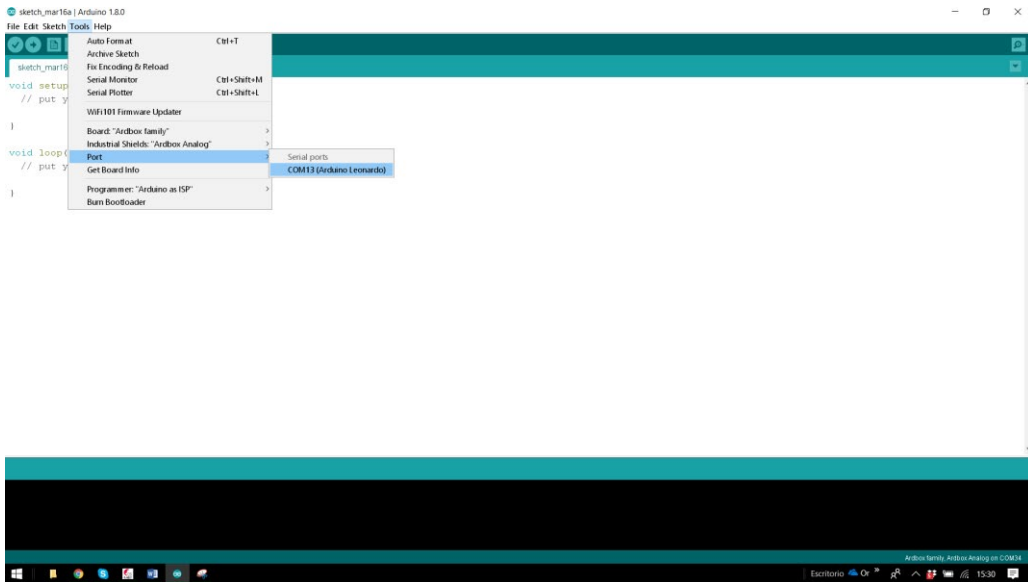 sketch_mar16a | Arduino 1.8.0
File Edit Sketch Tools Help
Auto Format Ctrl+T
Archive Sketch
Fix Encoding & Reload
Serial Monitor Ctrl+Shift+M
Serial Plotter Ctrl+Shift+L
WiFi101 Firmware Updater
Board: "Ardbox family"
Industrial Shields: "Ardbox Analog"
Port
Get Board Info
Programmer: "Arduino as ISP"
Burn Bootloader
Serial ports
COM13 (Arduino Leonardo)
sketch_mar16
void setup
// put y
}
void loop(
// put y
}
Ardbox family, Ardbox Analog on COM34
Escritorio Or » 15:30